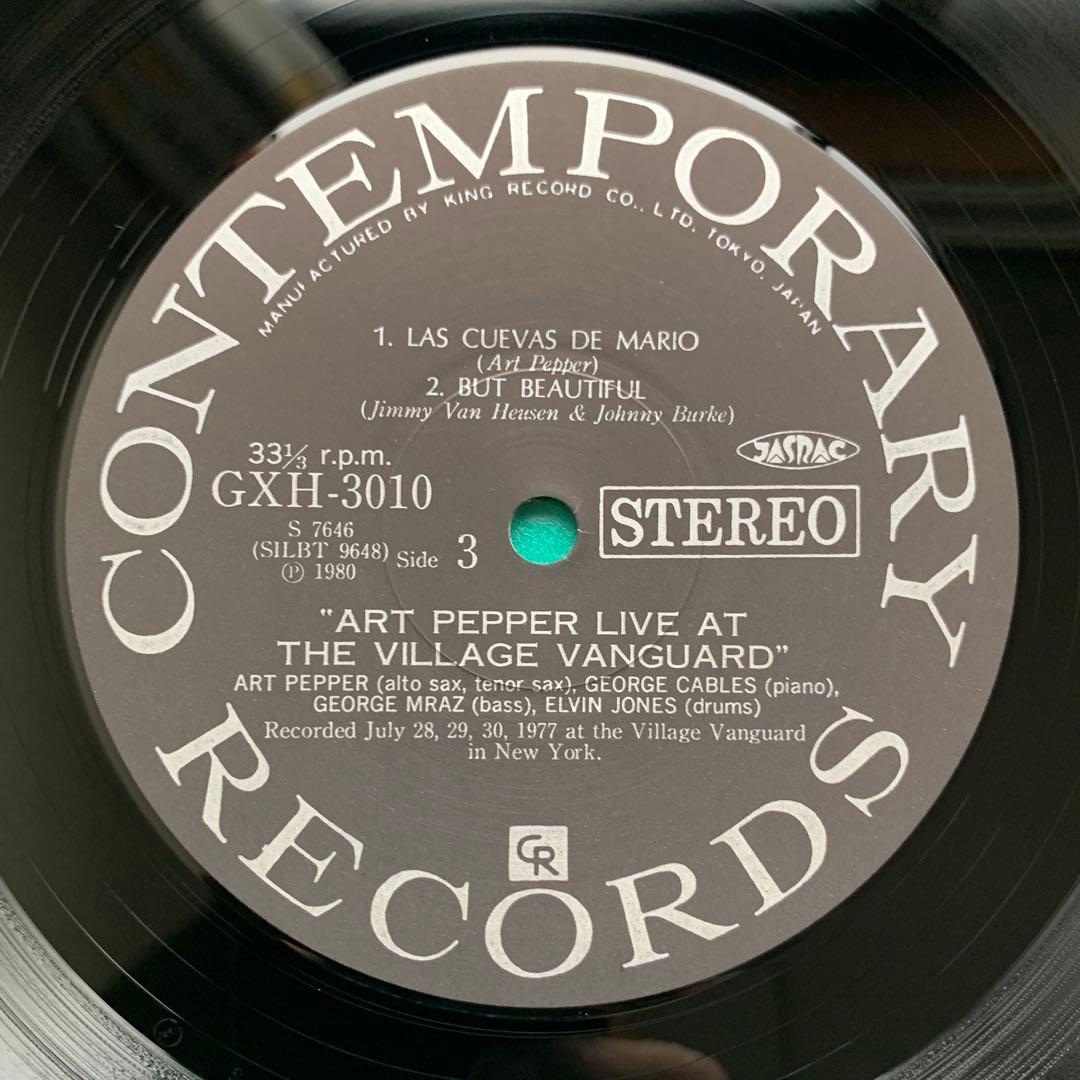 CONTEMPORARY
MANUFACTURED BY KING RECORD CO., LTD. TOKYO. JAPAN
1. LAS CUEVAS DE MARIO
(Art Pepper)
2. BUT BEAUTIFUL
(Jimmy Van Heusen & Johnny Burke)
33⅓ r.p.m.
JASRAC
GXH-3010
STEREO
S 7646
(SILBT 9648) Side 3
Ⓟ 1980
"ART PEPPER LIVE AT
THE VILLAGE VANGUARD"
ART PEPPER (alto sax, tenor sax), GEORGE CABLES (piano),
GEORGE MRAZ (bass), ELVIN JONES (drums)
Recorded July 28, 29, 30, 1977 at the Village Vanguard
in New York.
CR
RECORDS